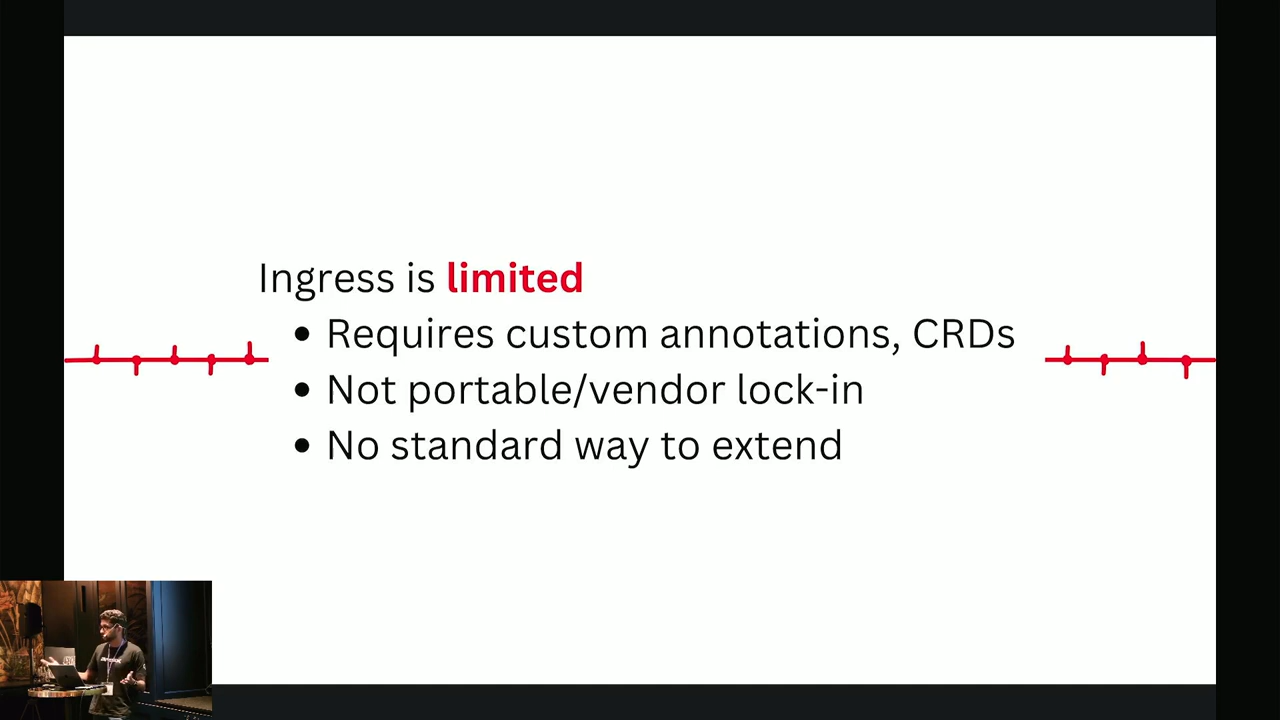 Ingress is limited
• Requires custom annotations, CRDs
• Not portable/vendor lock-in
• No standard way to extend